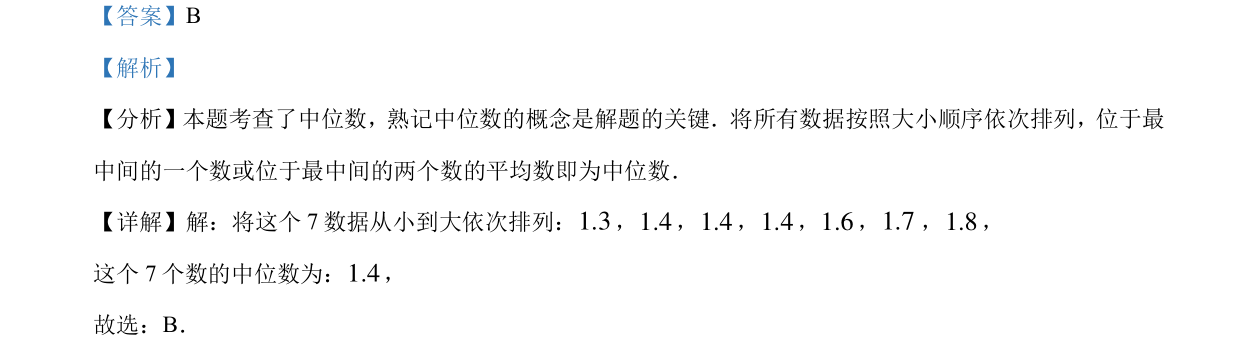 【答案】B
【解析】
【分析】本题考查了中位数，熟记中位数的概念是解题的关键．将所有数据按照大小顺序依次排列，位于最
中间的一个数或位于最中间的两个数的平均数即为中位数．
【详解】解：将这个 7 数据从小到大依次排列：1.3，1.4，1.4，1.4，1.6，1.7，1.8，
这个 7 个数的中位数为：1.4，
故选：B．